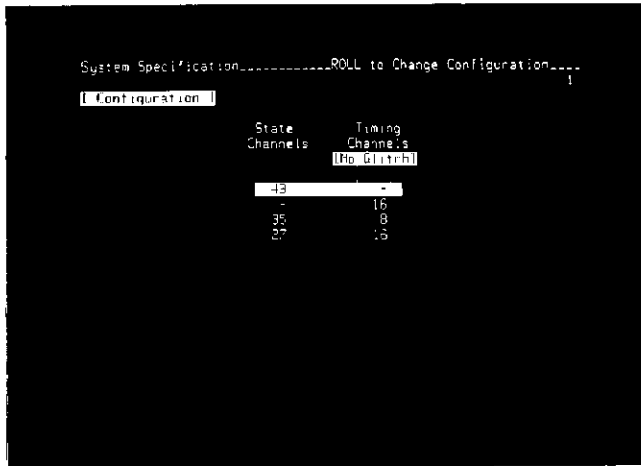 System Specification____________ROLL to Change Configuration____
1
[ Configuration ]
State Timing
Channels Channels
[No Glitch]
43 -
- 16
35 8
27 16